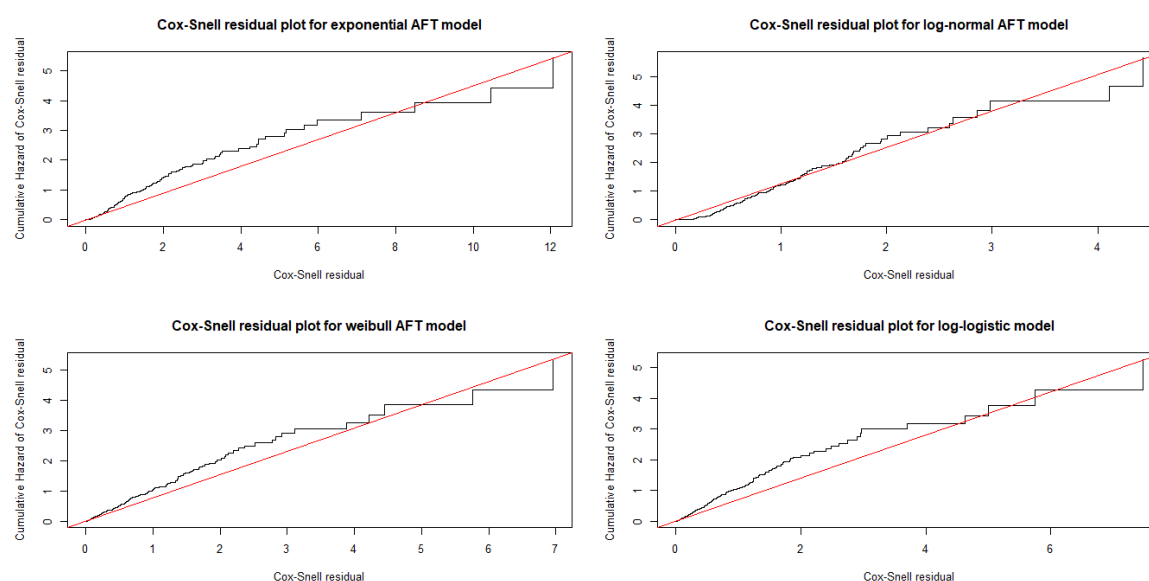 Cox-Snell residual plot for exponential AFT model
Cumulative Hazard of Cox-Snell residual
5
4
3
2
1
0
0 2 4 6 8 10 12
Cox-Snell residual
Cox-Snell residual plot for log-normal AFT model
Cumulative Hazard of Cox-Snell residual
5
4
3
2
1
0
0 1 2 3 4
Cox-Snell residual
Cox-Snell residual plot for weibull AFT model
Cumulative Hazard of Cox-Snell residual
5
4
3
2
1
0
0 1 2 3 4 5 6 7
Cox-Snell residual
Cox-Snell residual plot for log-logistic model
Cumulative Hazard of Cox-Snell residual
5
4
3
2
1
0
0 2 4 6
Cox-Snell residual